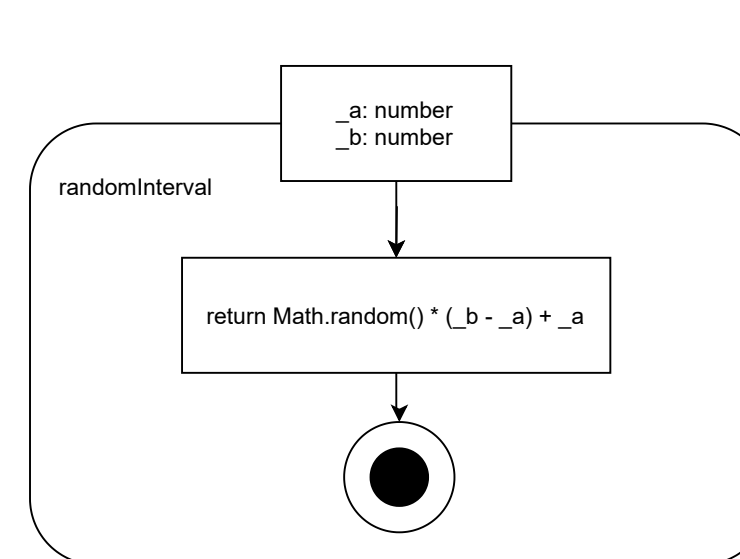 _a: number
_b: number
randomInterval
return Math.random() * (_b - _a) + _a